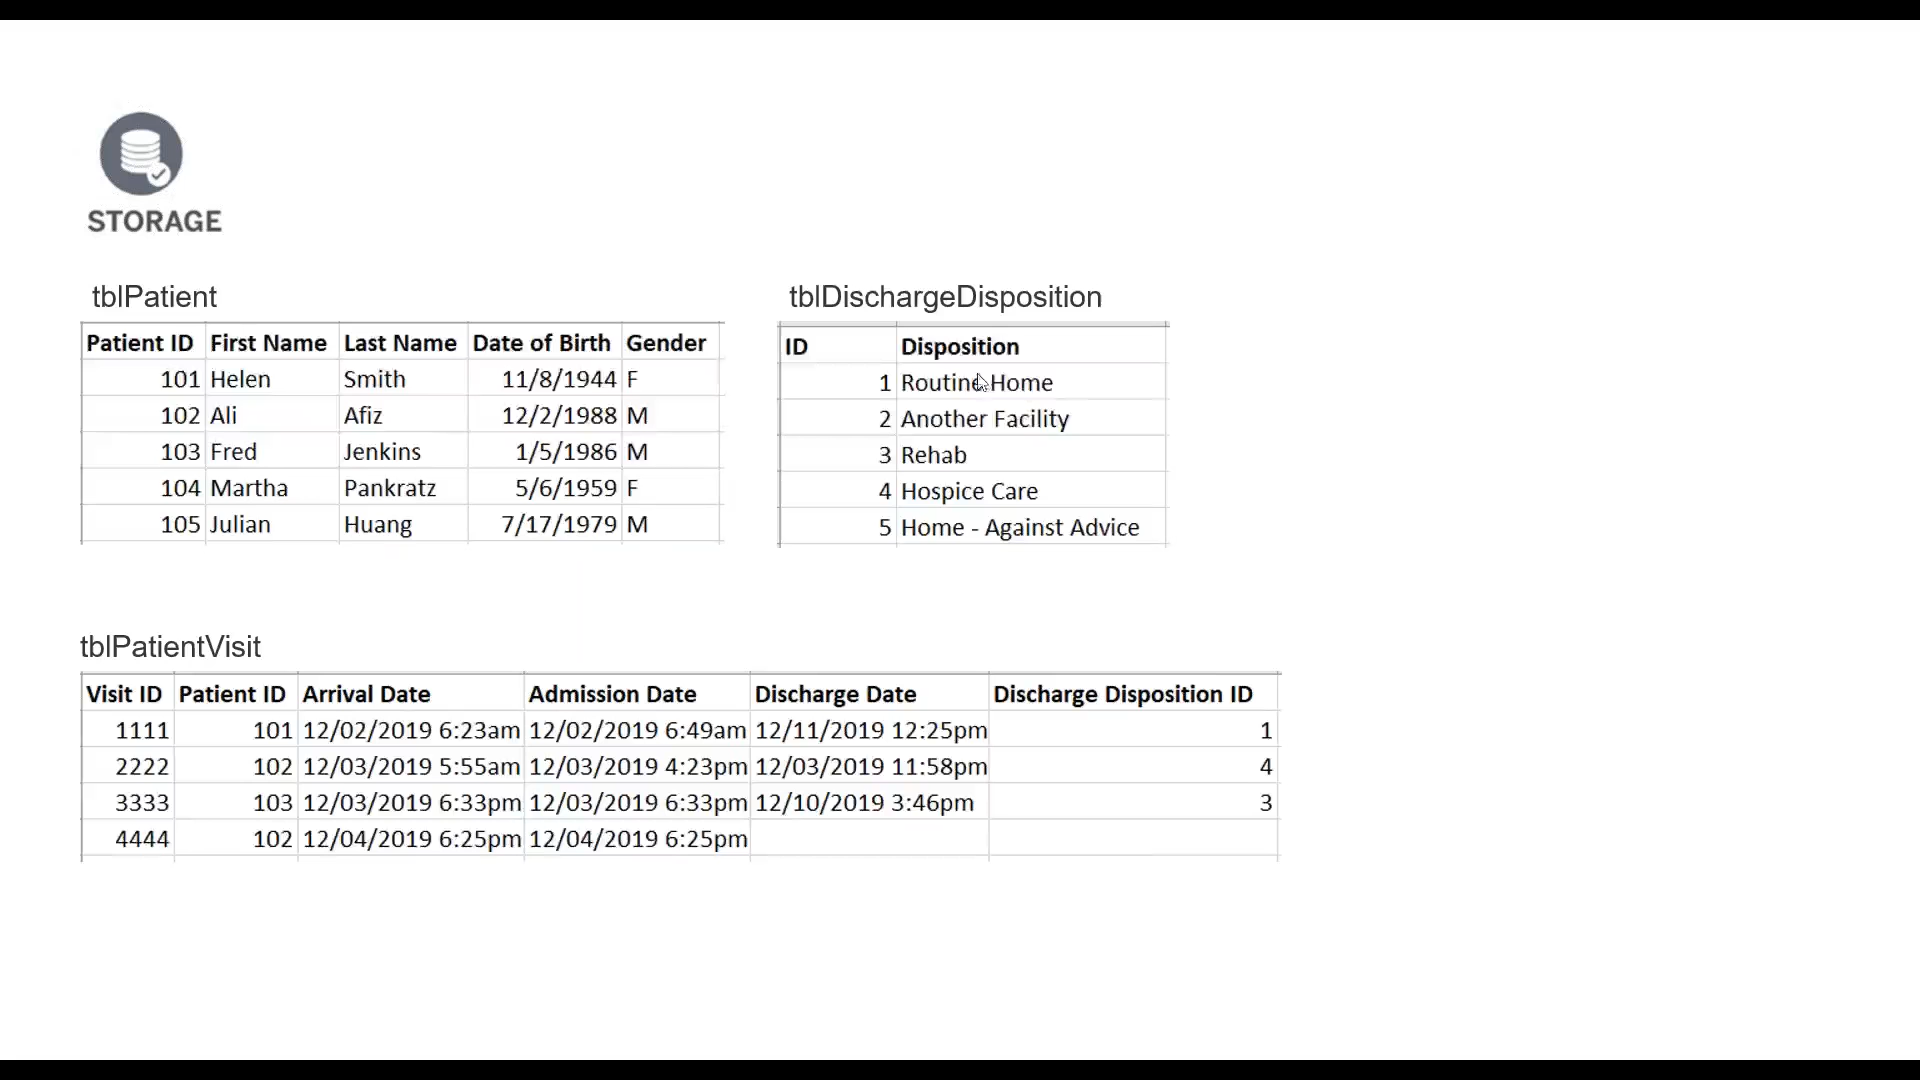 STORAGE
tblPatient
Patient ID First Name Last Name Date of Birth Gender
101 Helen Smith 11/8/1944 F
102 Ali Afiz 12/2/1988 M
103 Fred Jenkins 1/5/1986 M
104 Martha Pankratz 5/6/1959 F
105 Julian Huang 7/17/1979 M
tblDischargeDisposition
ID Disposition
1 Routine Home
2 Another Facility
3 Rehab
4 Hospice Care
5 Home - Against Advice
tblPatientVisit
Visit ID Patient ID Arrival Date Admission Date Discharge Date Discharge Disposition ID
1111 101 12/02/2019 6:23am 12/02/2019 6:49am 12/11/2019 12:25pm 1
2222 102 12/03/2019 5:55am 12/03/2019 4:23pm 12/03/2019 11:58pm 4
3333 103 12/03/2019 6:33pm 12/03/2019 6:33pm 12/10/2019 3:46pm 3
4444 102 12/04/2019 6:25pm 12/04/2019 6:25pm